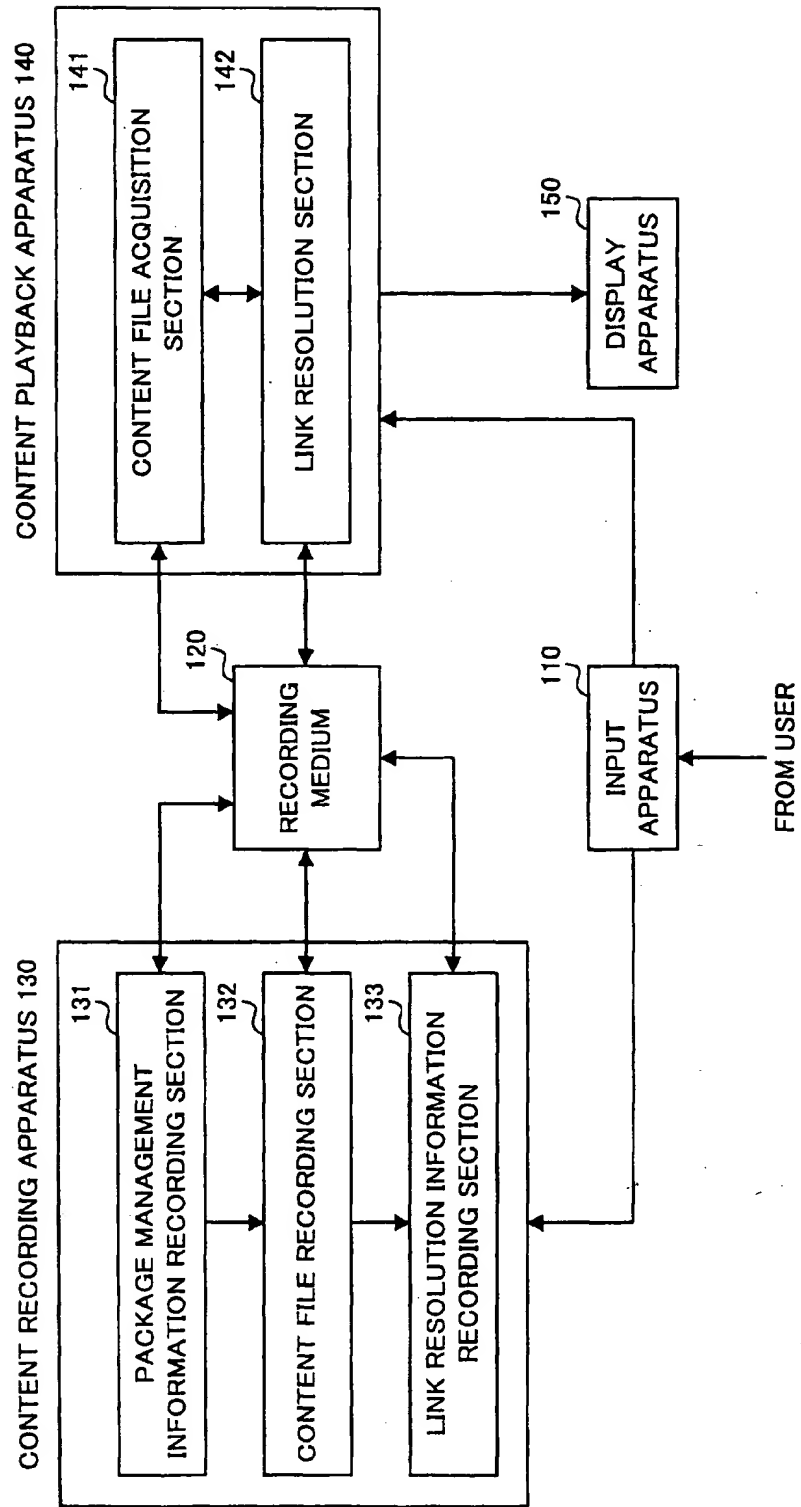 CONTENT RECORDING APPARATUS 130
131
PACKAGE MANAGEMENT
INFORMATION RECORDING SECTION
132
CONTENT FILE RECORDING SECTION
133
LINK RESOLUTION INFORMATION
RECORDING SECTION
120
RECORDING
MEDIUM
110
INPUT
APPARATUS
FROM USER
CONTENT PLAYBACK APPARATUS 140
141
CONTENT FILE ACQUISITION
SECTION
142
LINK RESOLUTION SECTION
150
DISPLAY
APPARATUS